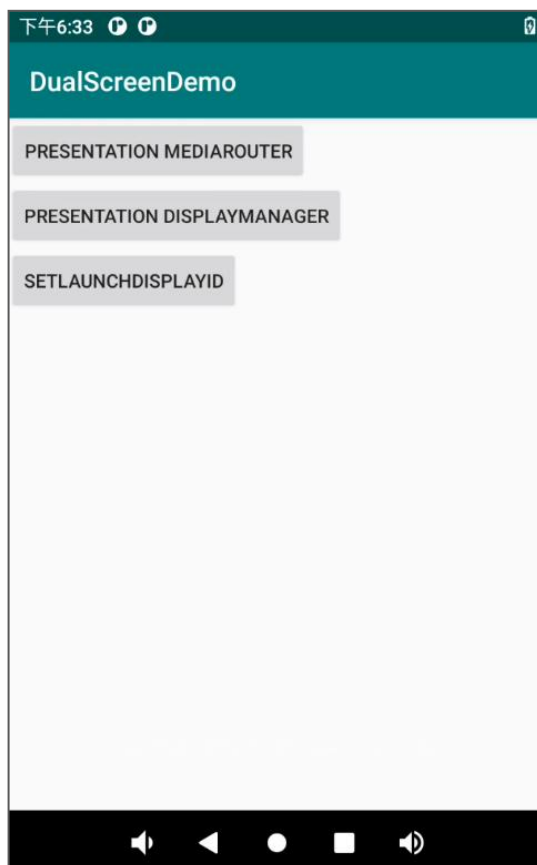 下午6:33
DualScreenDemo
PRESENTATION MEDIAROUTER
PRESENTATION DISPLAYMANAGER
SETLAUNCHDISPLAYID